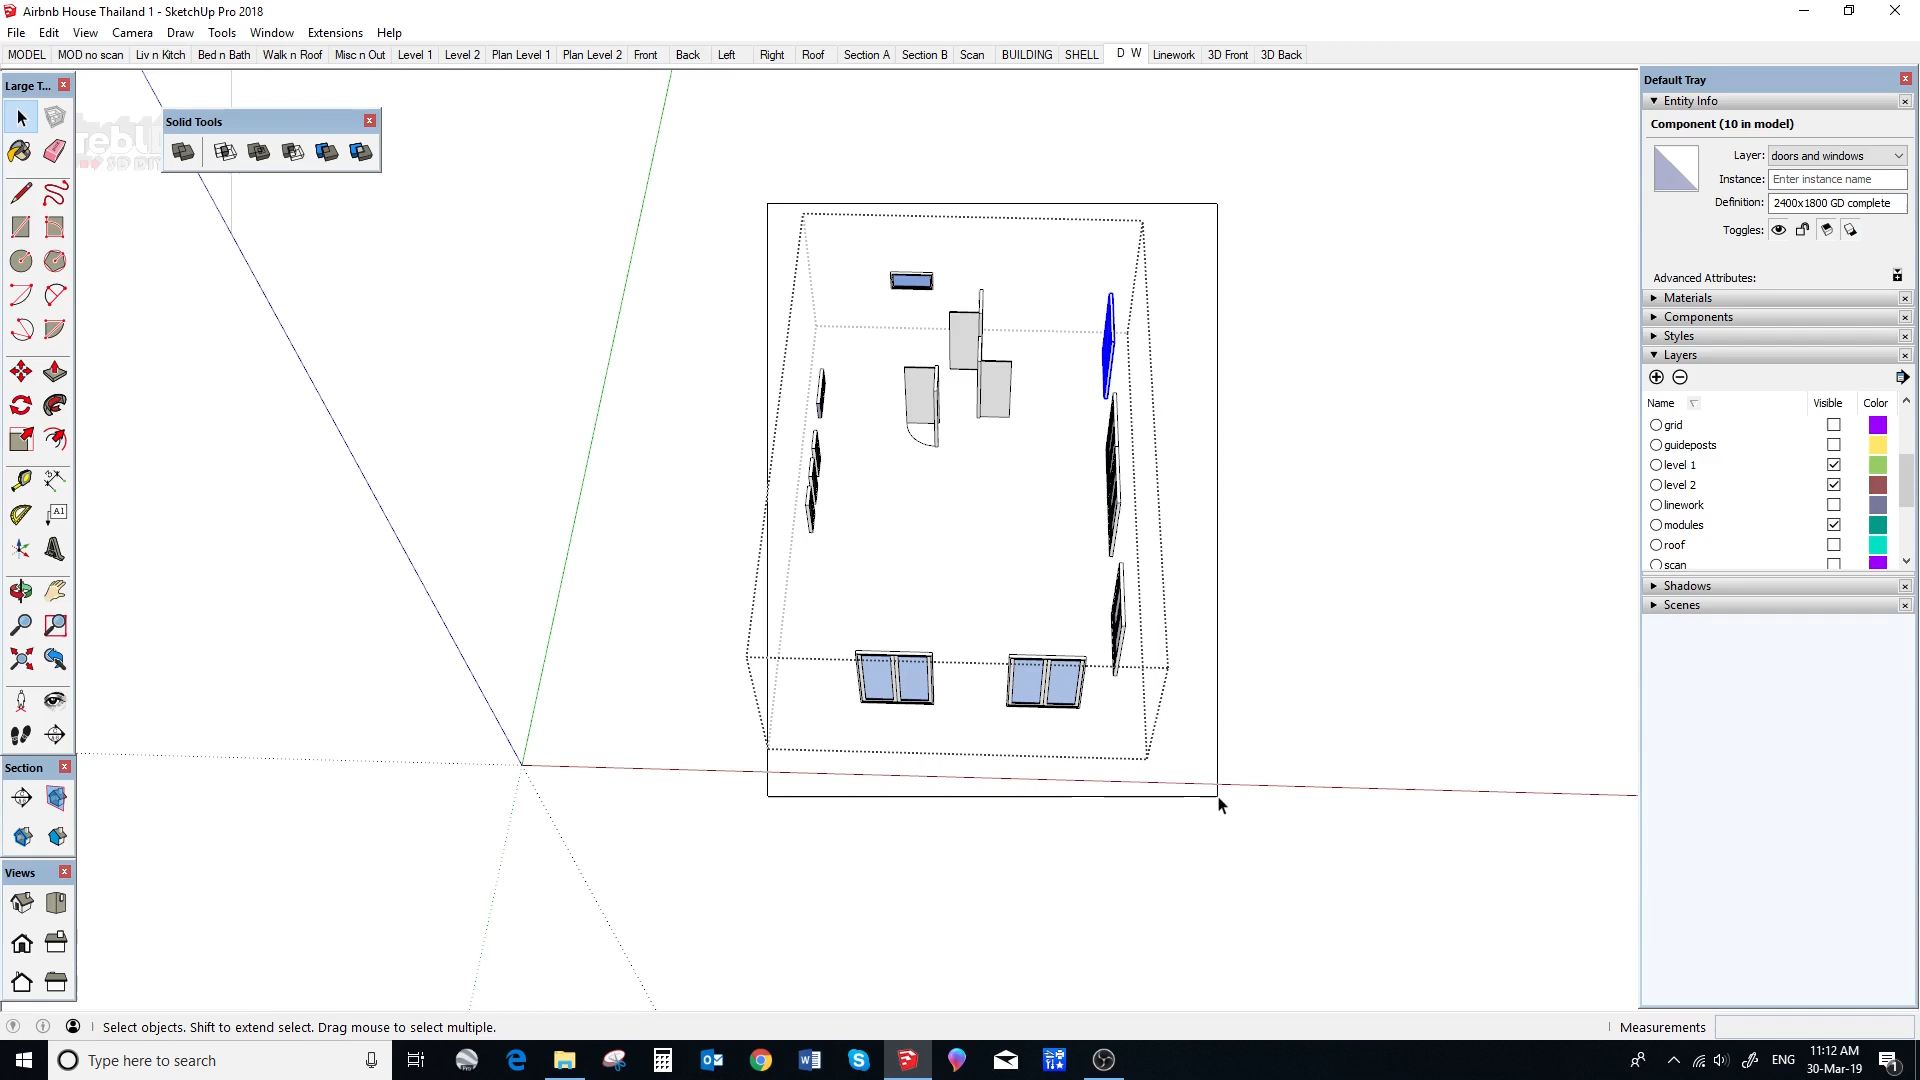 Airbnb House Thailand 1 - SketchUp Pro 2018
File Edit View Camera Draw Tools Window Extensions Help
MODEL MOD no scan Liv n Kitch Bed n Bath Walk n Roof Misc n Out Level 1 Level 2 Plan Level 1 Plan Level 2 Front Back Left Right Roof Section A Section B Scan BUILDING SHELL D W Linework 3D Front 3D Back
Large T...
Solid Tools
A1
Section
Views
Default Tray
Entity Info
Component (10 in model)
Layer: doors and windows
Instance: Enter instance name
Definition: 2400x1800 GD complete
Toggles:
Advanced Attributes:
Materials
Components
Styles
Layers
Name Visible Color
grid
guideposts
level 1
level 2
linework
modules
roof
scan
Shadows
Scenes
Select objects. Shift to extend select. Drag mouse to select multiple.
Measurements
Type here to search
ENG
11:12 AM
30-Mar-19
1